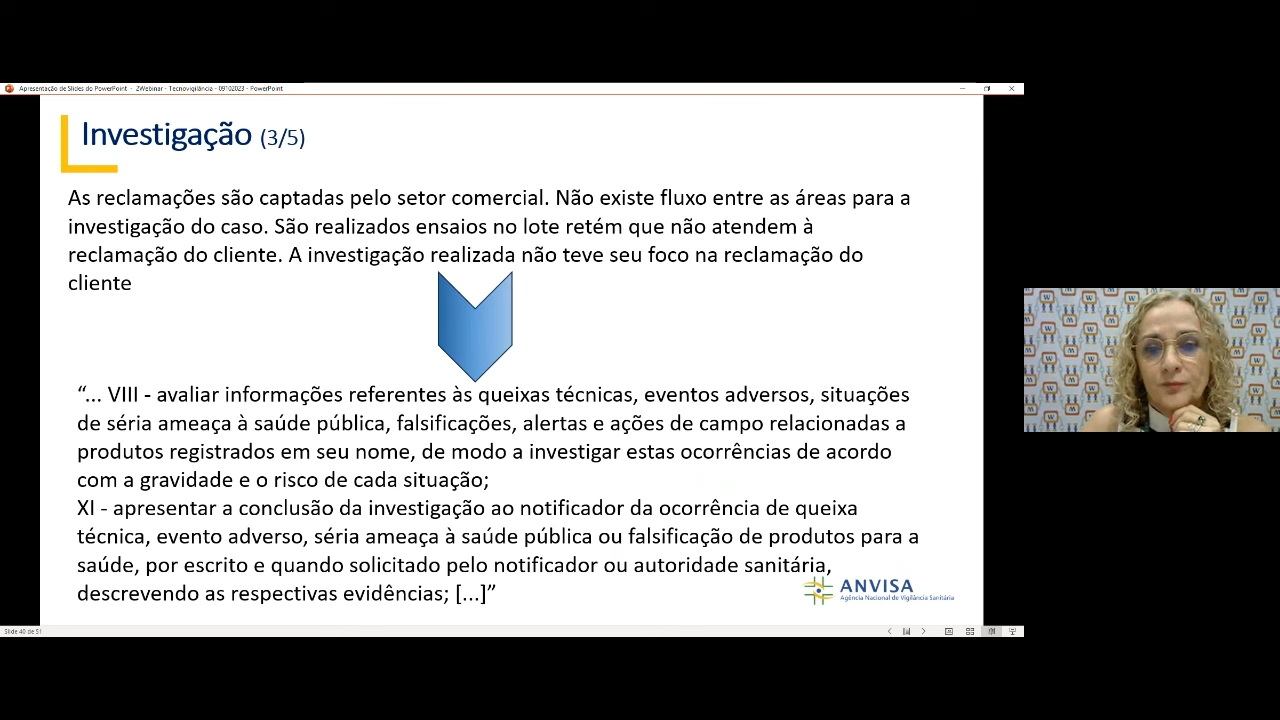 Apresentação de Slides do PowerPoint - 2Webinar - Tecnovigilância - 09102023 - PowerPoint
Investigação (3/5)
As reclamações são captadas pelo setor comercial. Não existe fluxo entre as áreas para a
investigação do caso. São realizados ensaios no lote retém que não atendem à
reclamação do cliente. A investigação realizada não teve seu foco na reclamação do
cliente
“... VIII - avaliar informações referentes às queixas técnicas, eventos adversos, situações
de séria ameaça à saúde pública, falsificações, alertas e ações de campo relacionadas a
produtos registrados em seu nome, de modo a investigar estas ocorrências de acordo
com a gravidade e o risco de cada situação;
XI - apresentar a conclusão da investigação ao notificador da ocorrência de queixa
técnica, evento adverso, séria ameaça à saúde pública ou falsificação de produtos para a
saúde, por escrito e quando solicitado pelo notificador ou autoridade sanitária,
descrevendo as respectivas evidências; [...]”
ANVISA
Agência Nacional de Vigilância Sanitária
Slide 40 de 51